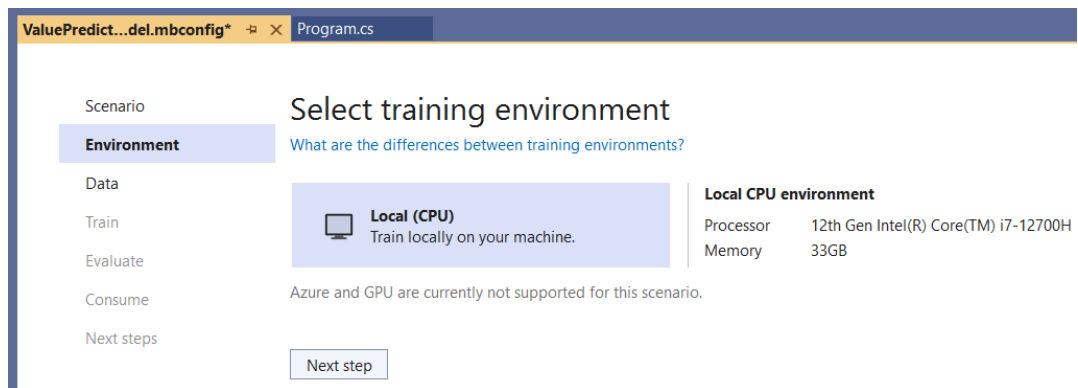 ValuePredict...del.mbconfig* Program.cs
Scenario
Environment
Data
Train
Evaluate
Consume
Next steps
Select training environment
What are the differences between training environments?
Local (CPU)
Train locally on your machine.
Local CPU environment
Processor 12th Gen Intel(R) Core(TM) i7-12700H
Memory 33GB
Azure and GPU are currently not supported for this scenario.
Next step